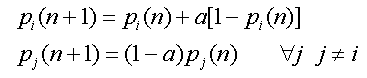 p_i(n+1) = p_i(n) + a[1 − p_i(n)]
p_j(n+1) = (1 − a)p_j(n) ∀j j ≠ i